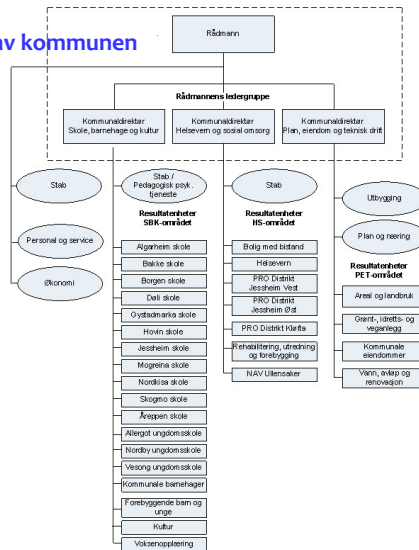 av kommunen
Rådmann
Rådmannens ledergruppe
Kommunaldirektør
Skole, barnehage og kultur
Kommunaldirektør
Helsevern og sosial omsorg
Kommunaldirektør
Plan, eiendom og teknisk drift
Stab
Personal og service
Økonomi
Stab /
Pedagogisk psyk.
tjeneste
Resultatenheter
SBK-området
Algarheim skole
Bakke skole
Borgen skole
Døli skole
Gystadmarka skole
Hovin skole
Jessheim skole
Mogreina skole
Nordkisa skole
Skogmo skole
Åreppen skole
Allergot ungdomsskole
Nordby ungdomsskole
Vesong ungdomsskole
Kommunale barnehager
Forebyggende barn og
unge
Kultur
Voksenopplæring
Stab
Resultatenheter
HS-området
Bolig med bistand
Helsevern
PRO Distrikt
Jessheim Vest
PRO Distrikt
Jessheim Øst
PRO Distrikt Kløfta
Rehabilitering, utredning
og forebygging
NAV Ullensaker
Utbygging
Plan og næring
Resultatenheter
PET-området
Areal og landbruk
Grønt-, idretts- og
veganlegg
Kommunale
eiendommer
Vann, avløp og
renovasjon